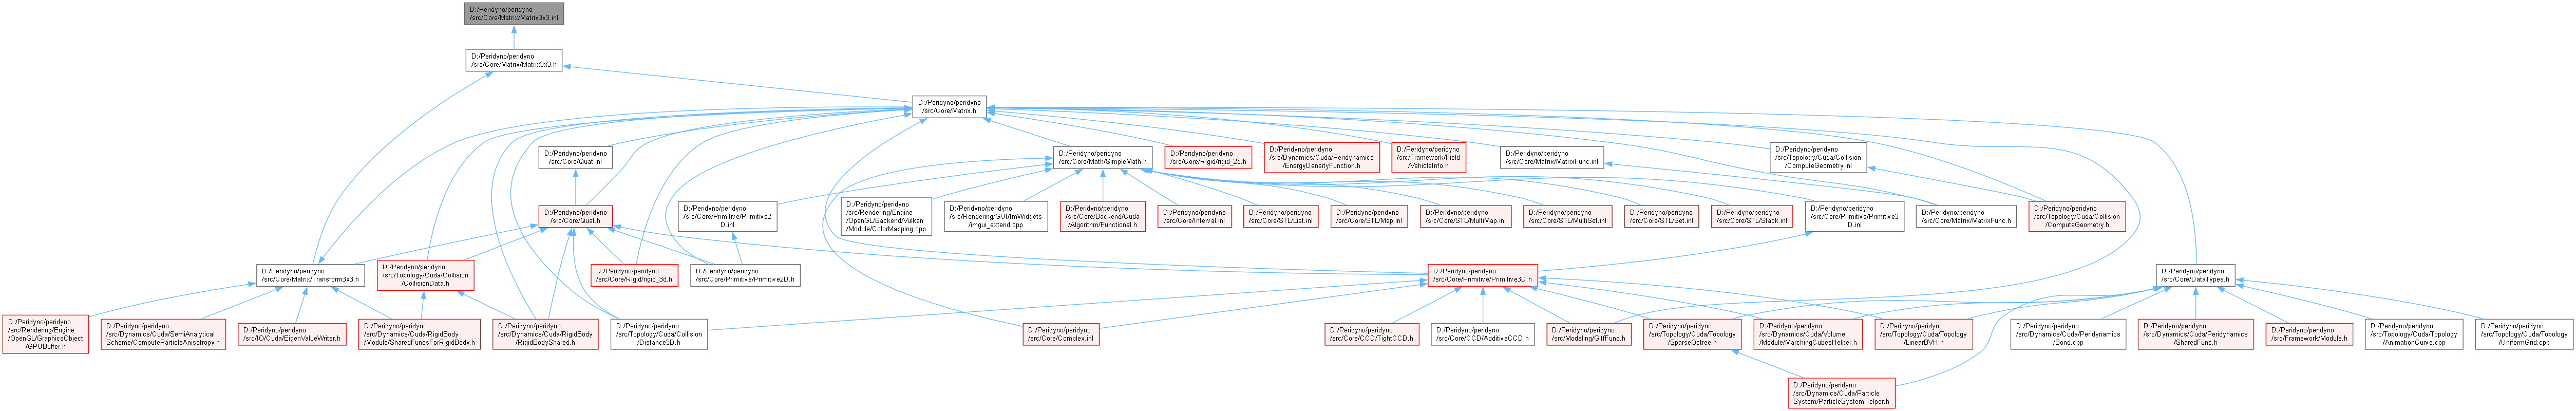 D:/Peridyno/peridyno
/src/Core/Matrix/Matrix3x3.inl
D:/Peridyno/peridyno
/src/Core/Matrix/Matrix3x3.h
D:/Peridyno/peridyno
/src/Core/Matrix.h
D:/Peridyno/peridyno
/src/Core/Quat.inl
D:/Peridyno/peridyno
/src/Core/Math/SimpleMath.h
D:/Peridyno/peridyno
/src/Core/Rigid/rigid_2d.h
D:/Peridyno/peridyno
/src/Dynamics/Cuda/Peridynamics
/EnergyDensityFunction.h
D:/Peridyno/peridyno
/src/Framework/Field
/VehicleInfo.h
D:/Peridyno/peridyno
/src/Core/Matrix/MatrixFunc.inl
D:/Peridyno/peridyno
/src/Topology/Cuda/Collision
/ComputeGeometry.inl
D:/Peridyno/peridyno
/src/Core/Quat.h
D:/Peridyno/peridyno
/src/Core/Primitive/Primitive2
D.inl
D:/Peridyno/peridyno
/src/Rendering/Engine
/OpenGL/Backend/Vulkan
/Module/ColorMapping.cpp
D:/Peridyno/peridyno
/src/Rendering/GUI/ImWidgets
/imgui_extend.cpp
D:/Peridyno/peridyno
/src/Core/Backend/Cuda
/Algorithm/Functional.h
D:/Peridyno/peridyno
/src/Core/Interval.inl
D:/Peridyno/peridyno
/src/Core/STL/List.inl
D:/Peridyno/peridyno
/src/Core/STL/Map.inl
D:/Peridyno/peridyno
/src/Core/STL/MultiMap.inl
D:/Peridyno/peridyno
/src/Core/STL/MultiSet.inl
D:/Peridyno/peridyno
/src/Core/STL/Set.inl
D:/Peridyno/peridyno
/src/Core/STL/Stack.inl
D:/Peridyno/peridyno
/src/Core/Primitive/Primitive3
D.inl
D:/Peridyno/peridyno
/src/Core/Matrix/MatrixFunc.h
D:/Peridyno/peridyno
/src/Topology/Cuda/Collision
/ComputeGeometry.h
D:/Peridyno/peridyno
/src/Core/Matrix/Transform3x3.h
D:/Peridyno/peridyno
/src/Topology/Cuda/Collision
/CollisionData.h
D:/Peridyno/peridyno
/src/Core/Rigid/rigid_3d.h
D:/Peridyno/peridyno
/src/Core/Primitive/Primitive2D.h
D:/Peridyno/peridyno
/src/Core/Primitive/Primitive3D.h
D:/Peridyno/peridyno
/src/Core/DataTypes.h
D:/Peridyno/peridyno
/src/Rendering/Engine
/OpenGL/GraphicsObject
/GPUBuffer.h
D:/Peridyno/peridyno
/src/Dynamics/Cuda/SemiAnalytical
Scheme/ComputeParticleAnisotropy.h
D:/Peridyno/peridyno
/src/IO/Cuda/EigenValueWriter.h
D:/Peridyno/peridyno
/src/Dynamics/Cuda/RigidBody
/Module/SharedFuncsForRigidBody.h
D:/Peridyno/peridyno
/src/Dynamics/Cuda/RigidBody
/RigidBodyShared.h
D:/Peridyno/peridyno
/src/Topology/Cuda/Collision
/Distance3D.h
D:/Peridyno/peridyno
/src/Core/Complex.inl
D:/Peridyno/peridyno
/src/Core/CCD/TightCCD.h
D:/Peridyno/peridyno
/src/Core/CCD/AdditiveCCD.h
D:/Peridyno/peridyno
/src/Modeling/GltfFunc.h
D:/Peridyno/peridyno
/src/Topology/Cuda/Topology
/SparseOctree.h
D:/Peridyno/peridyno
/src/Dynamics/Cuda/Volume
/Module/MarchingCubesHelper.h
D:/Peridyno/peridyno
/src/Topology/Cuda/Topology
/LinearBVH.h
D:/Peridyno/peridyno
/src/Dynamics/Cuda/Peridynamics
/Bond.cpp
D:/Peridyno/peridyno
/src/Dynamics/Cuda/Peridynamics
/SharedFunc.h
D:/Peridyno/peridyno
/src/Framework/Module.h
D:/Peridyno/peridyno
/src/Topology/Cuda/Topology
/AnimationCurve.cpp
D:/Peridyno/peridyno
/src/Topology/Cuda/Topology
/UniformGrid.cpp
D:/Peridyno/peridyno
/src/Dynamics/Cuda/Particle
System/ParticleSystemHelper.h